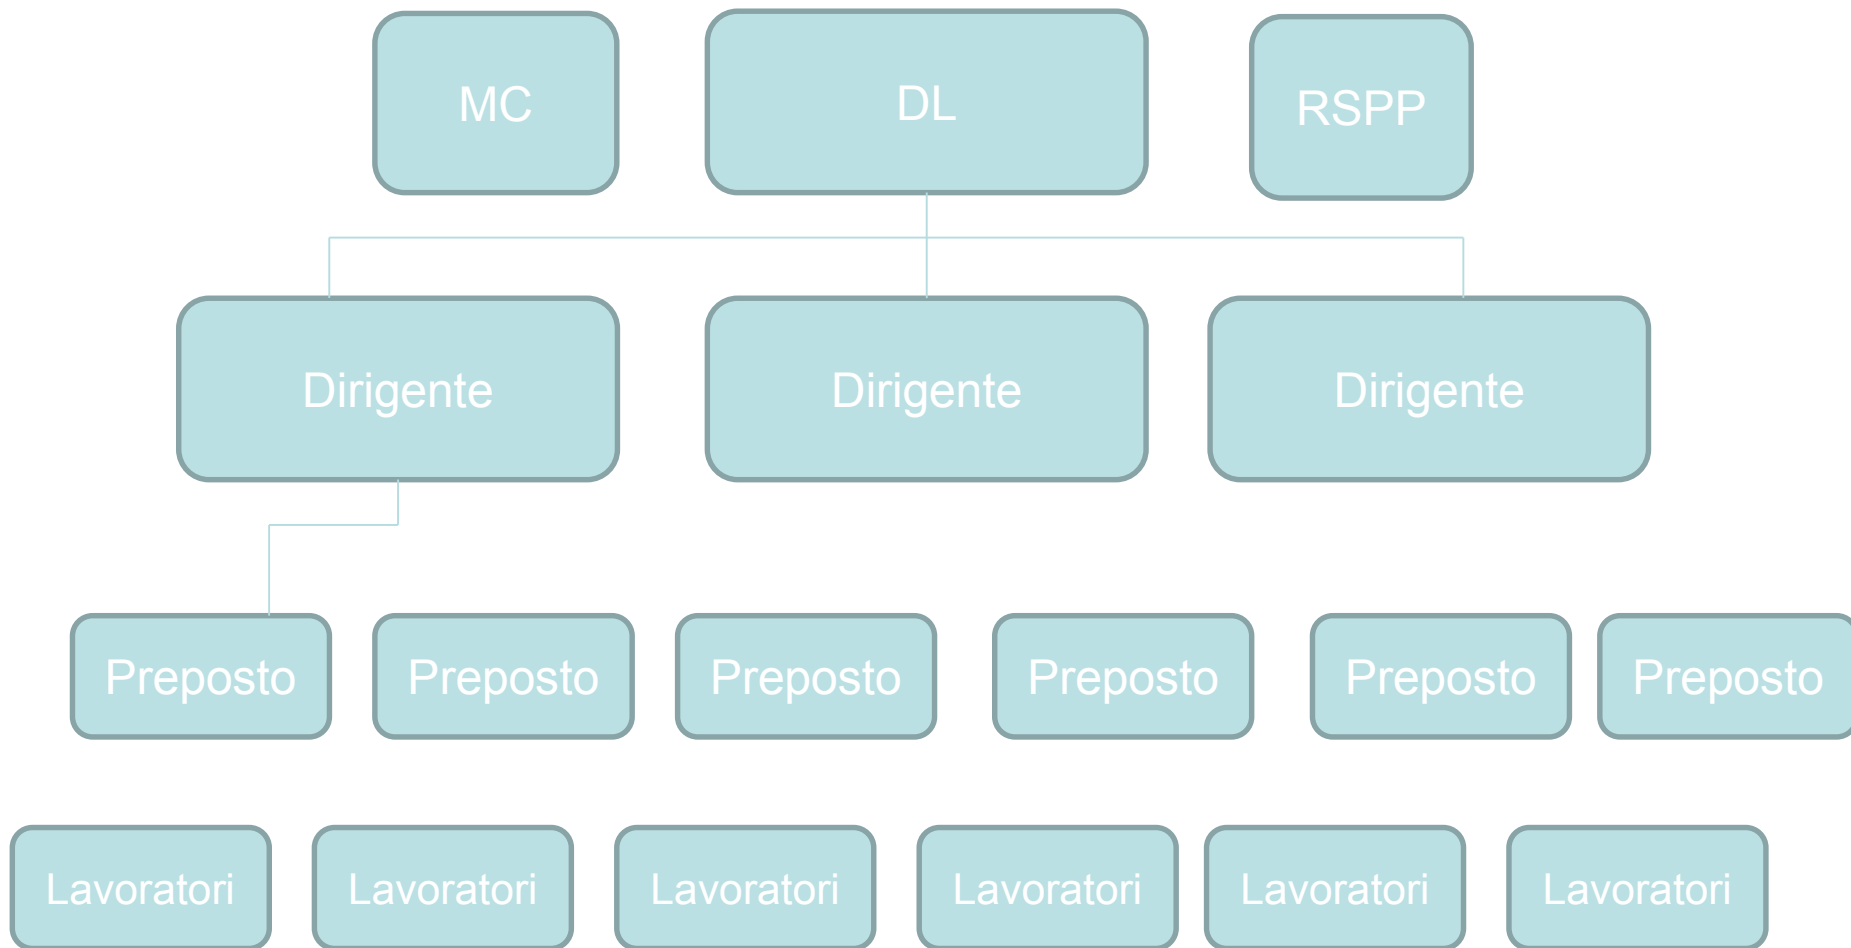 MC
DL
RSPP
Dirigente
Dirigente
Dirigente
Preposto
Preposto
Preposto
Preposto
Preposto
Preposto
Lavoratori
Lavoratori
Lavoratori
Lavoratori
Lavoratori
Lavoratori